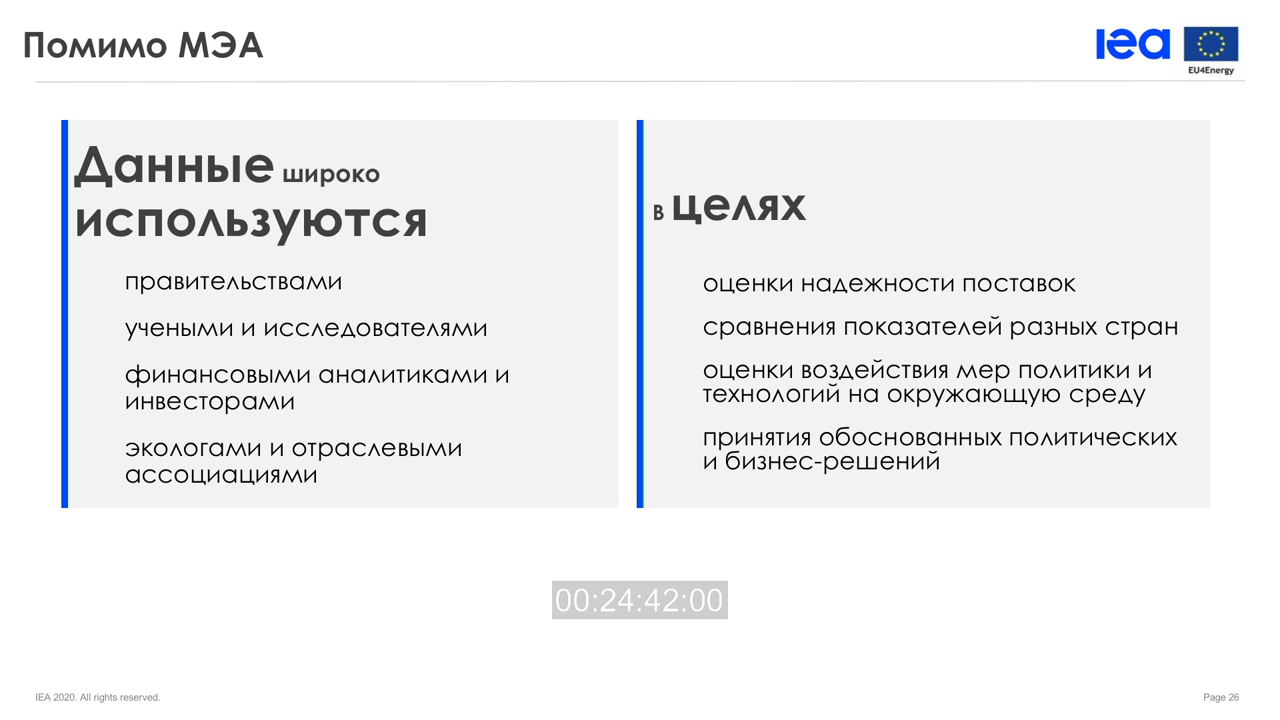 Помимо МЭА
iea
EU4Energy
Данные широко
используются
правительствами
учеными и исследователями
финансовыми аналитиками и
инвесторами
экологами и отраслевыми
ассоциациями
в целях
оценки надежности поставок
сравнения показателей разных стран
оценки воздействия мер политики и
технологий на окружающую среду
принятия обоснованных политических
и бизнес-решений
00:24:42:00
IEA 2020. All rights reserved.
Page 26